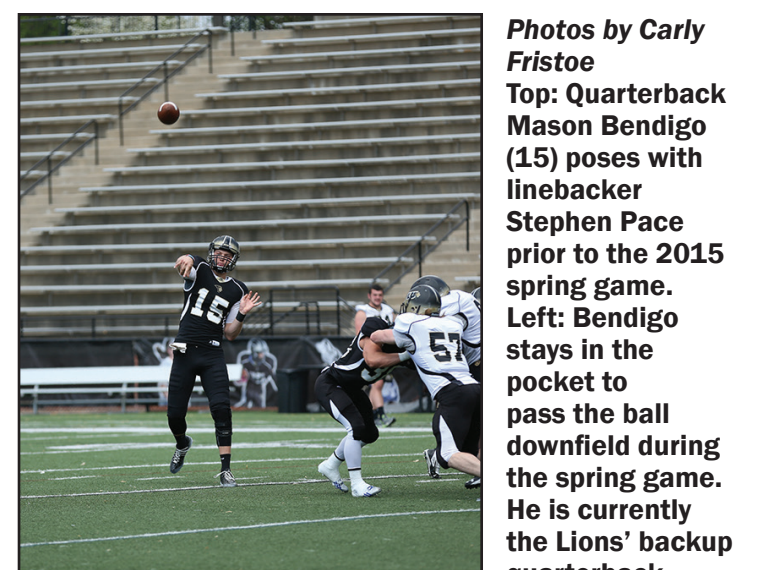 Photos by Carly
Fristoe
Top: Quarterback
Mason Bendigo
(15) poses with
linebacker
Stephen Pace
prior to the 2015
spring game.
Left: Bendigo
stays in the
pocket to
pass the ball
downfield during
the spring game.
He is currently
the Lions’ backup
quarterback
15
57